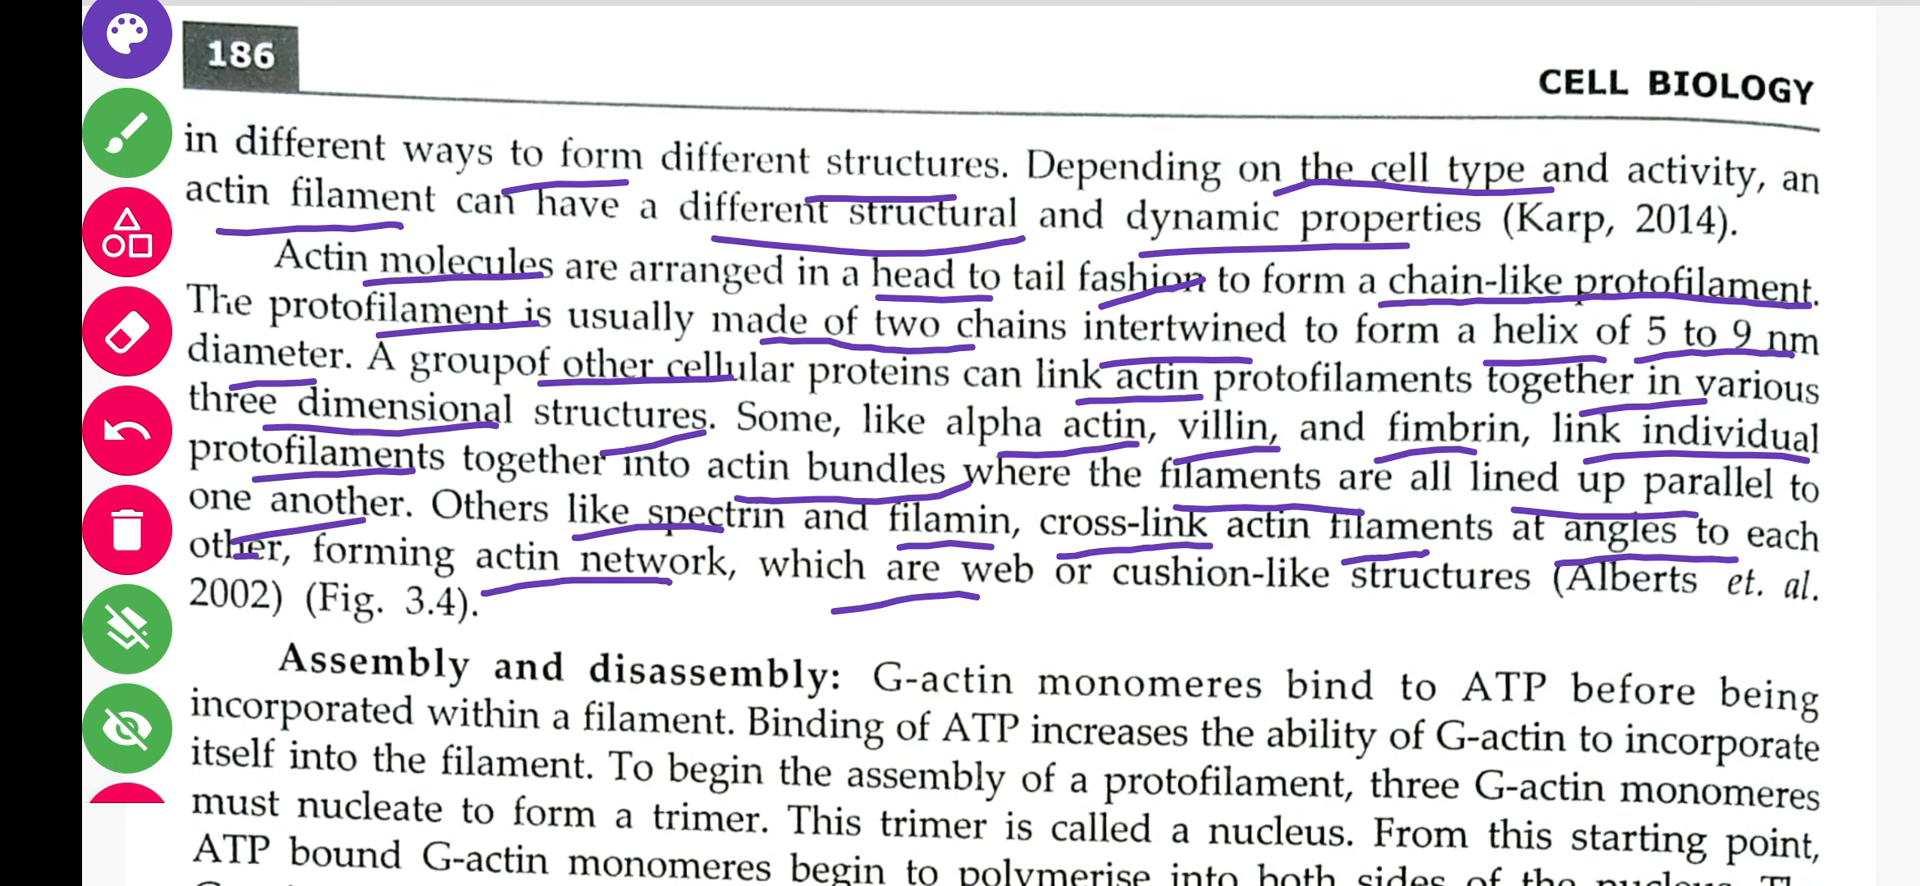 186
CELL BIOLOGY
in different ways to form different structures. Depending on the cell type and activity, an
actin filament can have a different structural and dynamic properties (Karp, 2014).
Actin molecules are arranged in a head to tail fashion to form a chain-like protofilament.
The protofilament is usually made of two chains intertwined to form a helix of 5 to 9 nm
diameter. A groupof other cellular proteins can link actin protofilaments together in various
three dimensional structures. Some, like alpha actin, villin, and fimbrin, link individual
protofilaments together into actin bundles where the filaments are all lined up parallel to
one another. Others like spectrin and filamin, cross-link actin filaments at angles to each
other, forming actin network, which are web or cushion-like structures (Alberts et. al.
2002) (Fig. 3.4).
Assembly and disassembly: G-actin monomeres bind to ATP before being
incorporated within a filament. Binding of ATP increases the ability of G-actin to incorporate
itself into the filament. To begin the assembly of a protofilament, three G-actin monomeres
must nucleate to form a trimer. This trimer is called a nucleus. From this starting point,
ATP bound G-actin monomeres begin to polymerise into both sides of the nucleus.